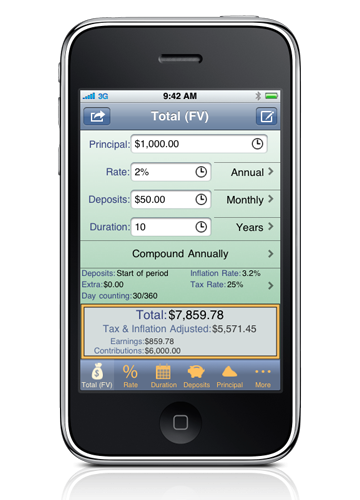 3G 9:42 AM
Total (FV)
Principal: $1,000.00
Rate: 2% Annual
Deposits: $50.00 Monthly
Duration: 10 Years
Compound Annually
Deposits: Start of period Inflation Rate: 3.2%
Extra: $0.00 Tax Rate: 25%
Day counting: 30/360
Total: $7,859.78
Tax & Inflation Adjusted: $5,571.45
Earnings: $859.78
Contributions: $6,000.00
Total (FV) Rate Duration Deposits Principal More